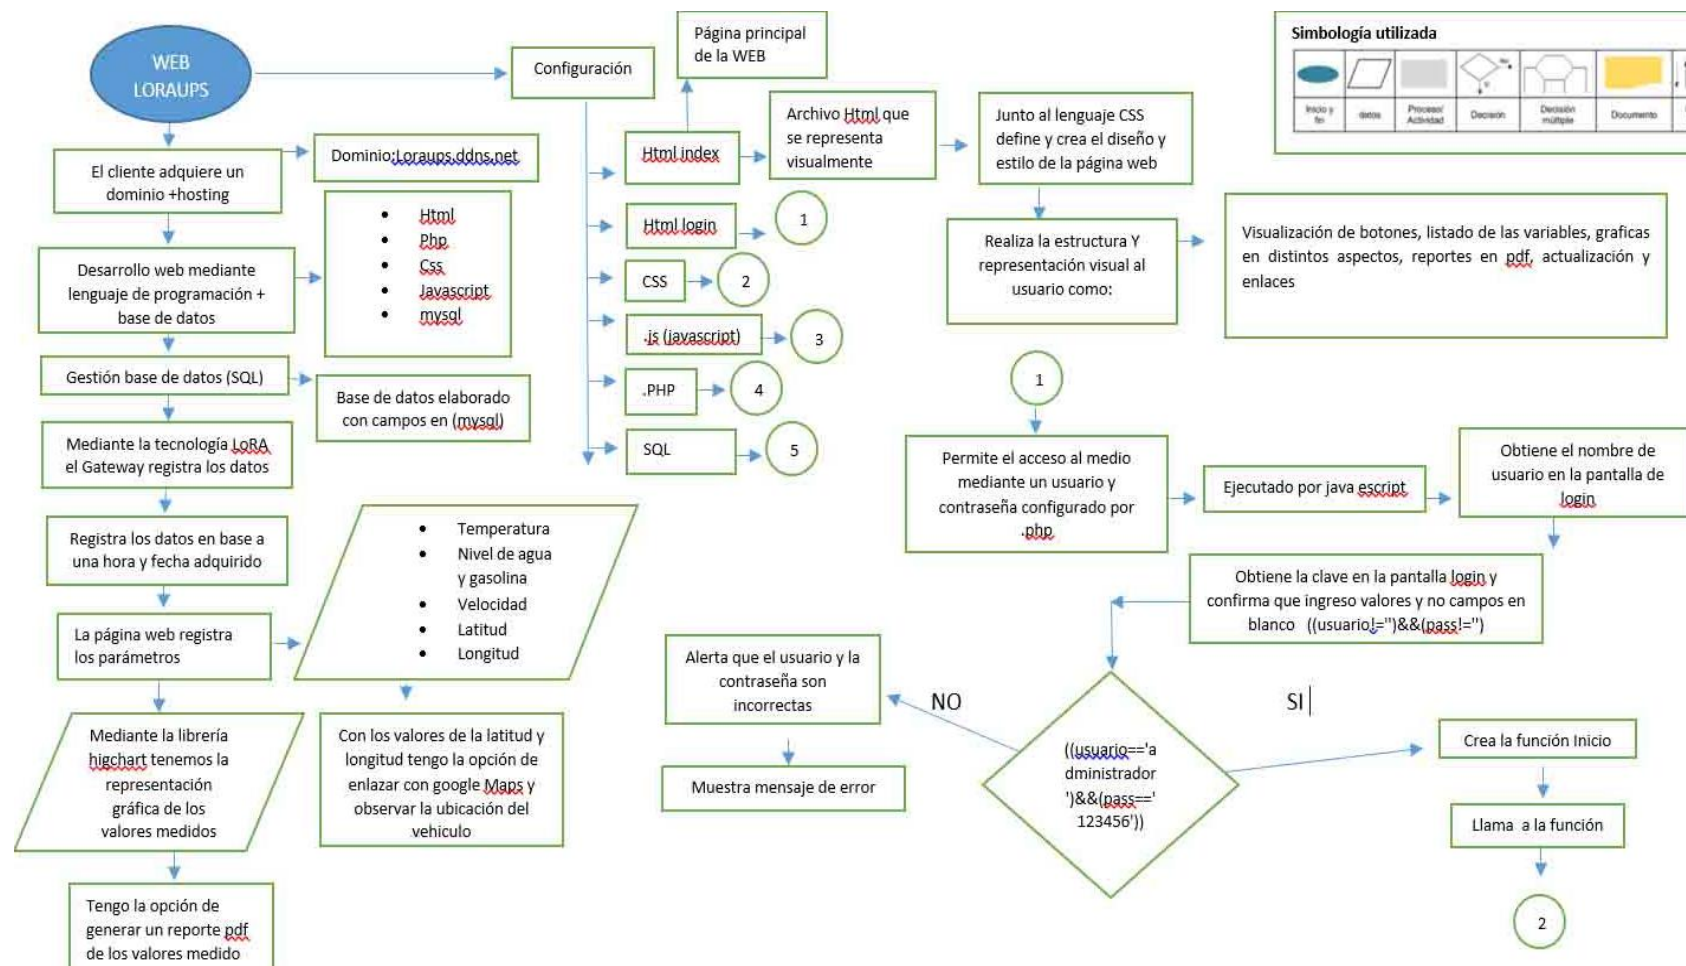 WEB
LORAUPS
El cliente adquiere un
dominio +hosting
Dominio:Loraups.ddns.net
Desarrollo web mediante
lenguaje de programación +
base de datos
Html
Php
Css
Javascript
mysql
Gestión base de datos (SQL)
Base de datos elaborado
con campos en (mysql)
Mediante la tecnología LoRA
el Gateway registra los datos
Registra los datos en base a
una hora y fecha adquirido
La página web registra
los parámetros
Temperatura
Nivel de agua
y gasolina
Velocidad
Latitud
Longitud
Mediante la librería
higchart tenemos la
representación
gráfica de los
valores medidos
Con los valores de la latitud y
longitud tengo la opción de
enlazar con google Maps y
observar la ubicación del
vehiculo
Tengo la opción de
generar un reporte pdf
de los valores medido
Configuración
Página principal
de la WEB
Html index
Archivo Html que
se representa
visualmente
Junto al lenguaje CSS
define y crea el diseño y
estilo de la página web
Realiza la estructura Y
representación visual al
usuario como:
Visualización de botones, listado de las variables, graficas
en distintos aspectos, reportes en pdf, actualización y
enlaces
Html login
1
CSS
2
.js (javascript)
3
.PHP
4
SQL
5
Simbología utilizada
Inicio y
fin
datos
Proceso/
Actividad
Decisión
Decisión
múltiple
Documento
1
Permite el acceso al medio
mediante un usuario y
contraseña configurado por
.php
Ejecutado por java escript
Obtiene el nombre de
usuario en la pantalla de
login
Obtiene la clave en la pantalla login y
confirma que ingreso valores y no campos en
blanco ((usuario!='')&&(pass!='')
((usuario=='a
dministrador
')&&(pass=='
123456'))
NO
Alerta que el usuario y la
contraseña son
incorrectas
Muestra mensaje de error
SI
Crea la función Inicio
Llama a la función
2